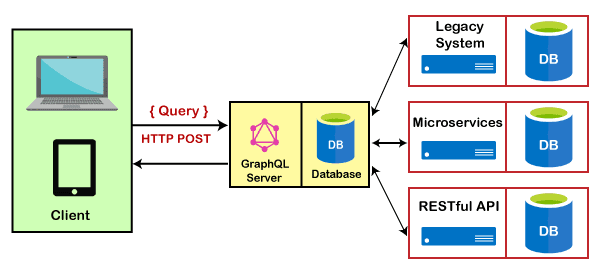 Client
{ Query }
HTTP POST
GraphQL
Server
DB
Database
Legacy
System
DB
Microservices
DB
RESTful API
DB